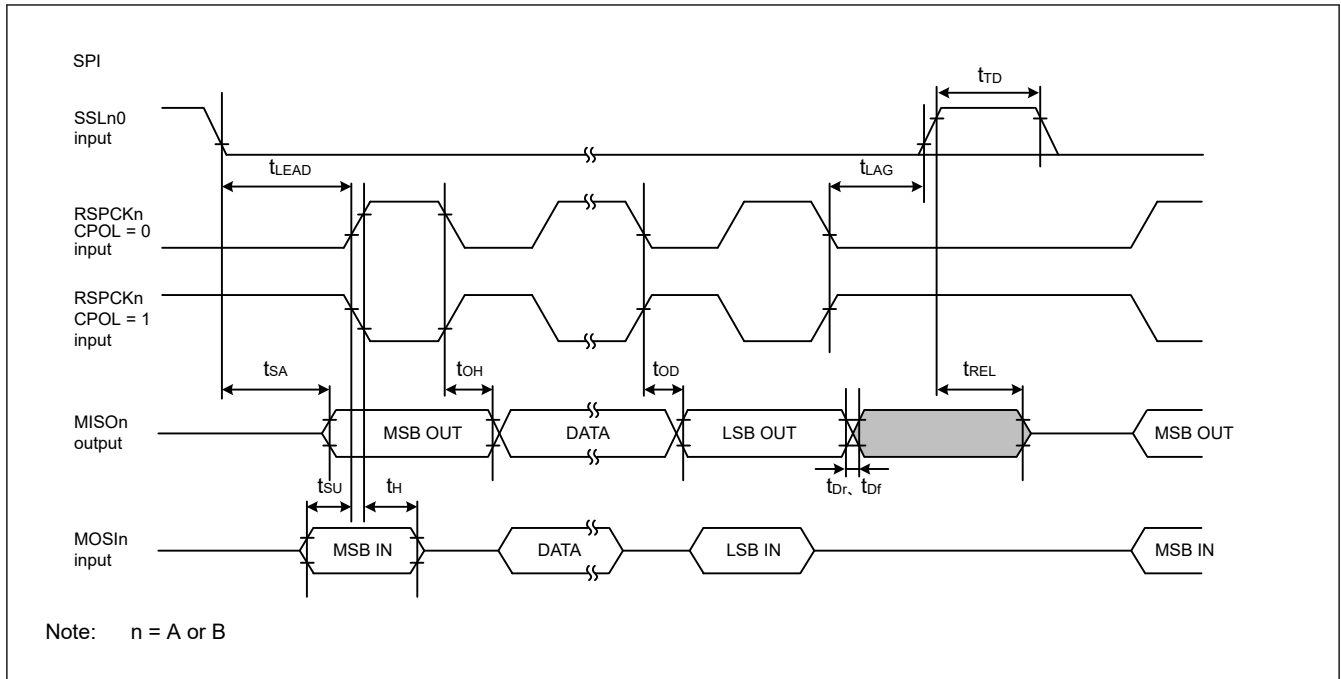 SPI
tTD
SSLn0
input
tLEAD
tLAG
RSPCKn
CPOL = 0
input
RSPCKn
CPOL = 1
input
tSA
tOH
tOD
tREL
MISOn
output
MSB OUT
DATA
LSB OUT
MSB OUT
tSU
tH
tDr、tDf
MOSIn
input
MSB IN
DATA
LSB IN
MSB IN
Note: n = A or B